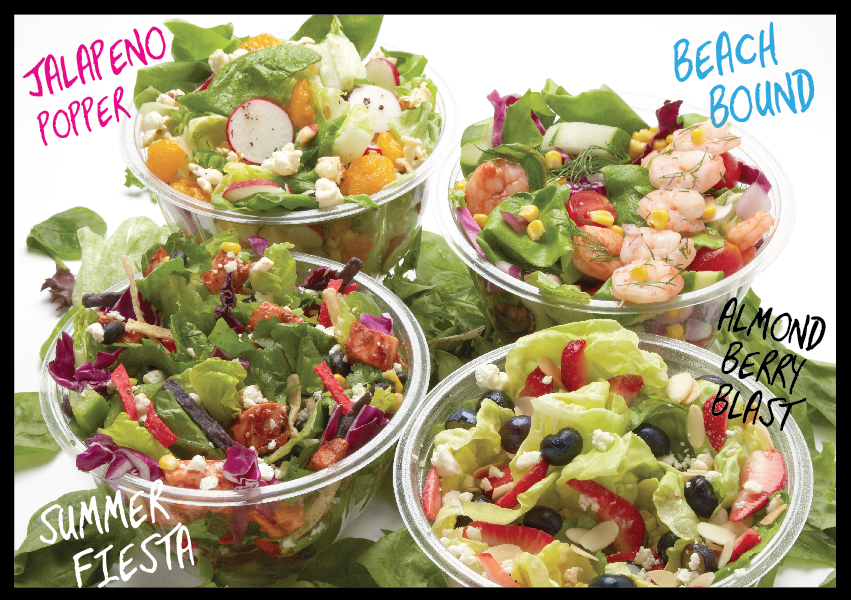 JALAPENO
POPPER
BEACH
BOUND
ALMOND
BERRY
BLAST
SUMMER
FIESTA